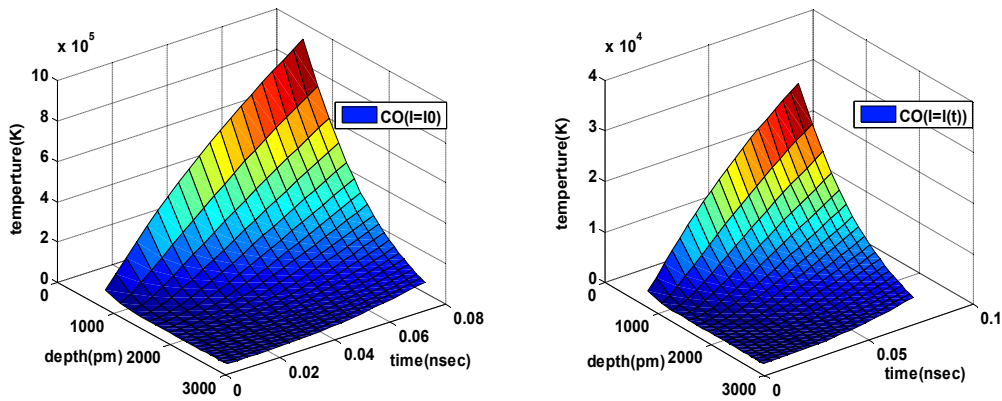 x 10^5
10
8
6
4
2
0
temperture(K)
0
1000
2000
3000
depth(pm)
0
0.02
0.04
0.06
0.08
time(nsec)
CO(I=I0)
x 10^4
4
3
2
1
0
temperture(K)
0
1000
2000
3000
depth(pm)
0
0.05
0.1
time(nsec)
CO(I=I(t))